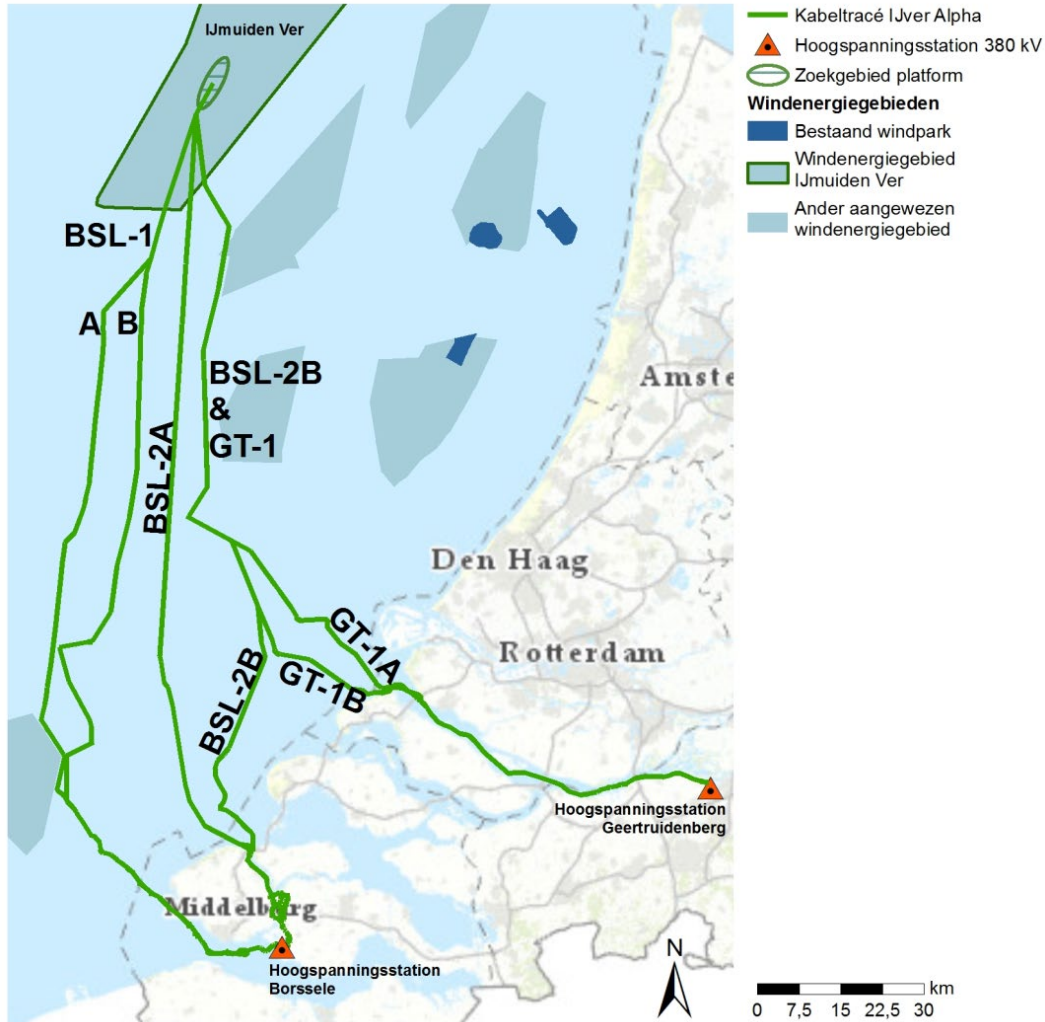 IJmuiden Ver
BSL-1
A B
BSL-2A
BSL-2B
&
GT-1
Amste
Den Haag
Rotterdam
GT-1A
GT-1B
BSL-2B
Hoogspanningsstation
Geertruidenberg
Middelburg
Hoogspanningsstation
Borssele
N
Kabeltracé IJver Alpha
Hoogspanningsstation 380 kV
Zoekgebied platform
Windenergiegebieden
Bestaand windpark
Windenergiegebied
IJmuiden Ver
Ander aangewezen
windenergiegebied
km
0 7,5 15 22,5 30